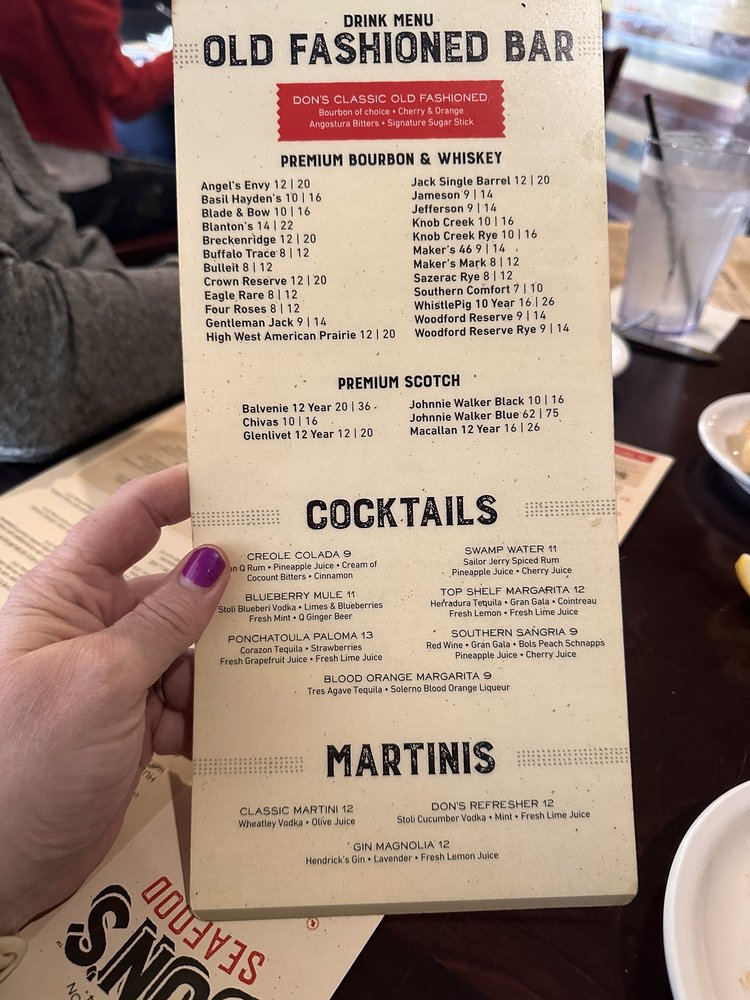 DRINK MENU
OLD FASHIONED BAR
DON'S CLASSIC OLD FASHIONED
Bourbon of choice • Cherry & Orange
Angostura Bitters • Signature Sugar Stick
PREMIUM BOURBON & WHISKEY
Angel's Envy 12 | 20
Basil Hayden's 10 | 16
Blade & Bow 10 | 16
Blanton's 14 | 22
Breckenridge 12 | 20
Buffalo Trace 8 | 12
Bulleit 8 | 12
Crown Reserve 12 | 20
Eagle Rare 8 | 12
Four Roses 8 | 12
Gentleman Jack 9 | 14
High West American Prairie 12 | 20
Jack Single Barrel 12 | 20
Jameson 9 | 14
Jefferson 9 | 14
Knob Creek 10 | 16
Knob Creek Rye 10 | 16
Maker's 46 9 | 14
Maker's Mark 8 | 12
Sazerac Rye 8 | 12
Southern Comfort 7 | 10
WhistlePig 10 Year 16 | 26
Woodford Reserve 9 | 14
Woodford Reserve Rye 9 | 14
PREMIUM SCOTCH
Balvenie 12 Year 20 | 36
Chivas 10 | 16
Glenlivet 12 Year 12 | 20
Johnnie Walker Black 10 | 16
Johnnie Walker Blue 62 | 75
Macallan 12 Year 16 | 26
COCKTAILS
CREOLE COLADA 9
on Q Rum • Pineapple Juice • Cream of
Cocount Bitters • Cinnamon
BLUEBERRY MULE 11
Stoli Blueberi Vodka • Limes & Blueberries
Fresh Mint • Q Ginger Beer
PONCHATOULA PALOMA 13
Corazon Tequila • Strawberries
Fresh Grapefruit Juice • Fresh Lime Juice
SWAMP WATER 11
Sailor Jerry Spiced Rum
Pineapple Juice • Cherry Juice
TOP SHELF MARGARITA 12
Herradura Tequila • Gran Gala • Cointreau
Fresh Lemon • Fresh Lime Juice
SOUTHERN SANGRIA 9
Red Wine • Gran Gala • Bols Peach Schnapps
Pineapple Juice • Cherry Juice
BLOOD ORANGE MARGARITA 9
Tres Agave Tequila • Solerno Blood Orange Liqueur
MARTINIS
CLASSIC MARTINI 12
Wheatley Vodka • Olive Juice
DON'S REFRESHER 12
Stoli Cucumber Vodka • Mint • Fresh Lime Juice
GIN MAGNOLIA 12
Hendrick's Gin • Lavender • Fresh Lemon Juice
DON'S
SEAFOOD